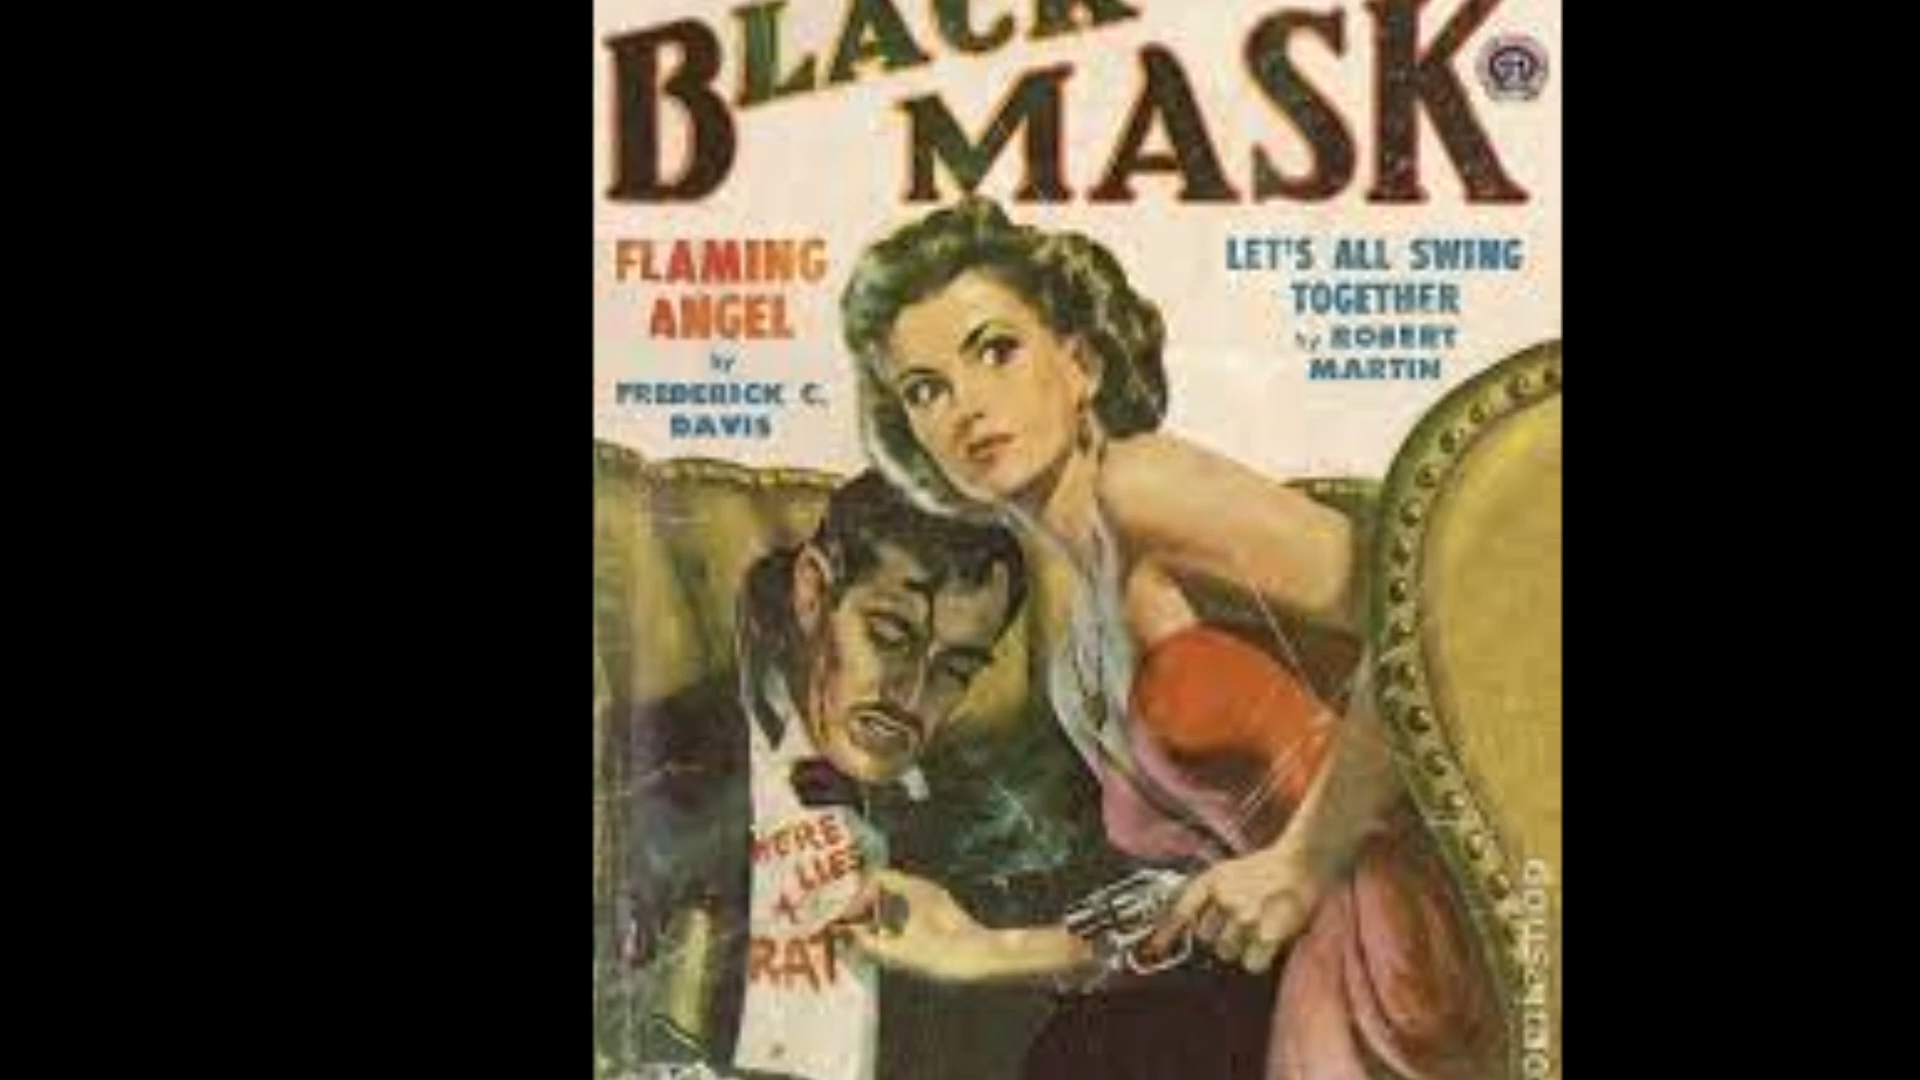 BLACK
MASK
FLAMING
ANGEL
by
FREDERICK C.
DAVIS
LET'S ALL SWING
TOGETHER
by ROBERT
MARTIN
HERE
LIES
A
RAT